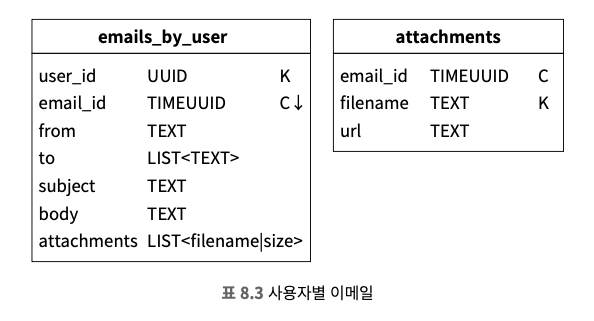 emails_by_user
user_id UUID K
email_id TIMEUUID C↓
from TEXT
to LIST<TEXT>
subject TEXT
body TEXT
attachments LIST<filename|size>
attachments
email_id TIMEUUID C
filename TEXT K
url TEXT
표 8.3 사용자별 이메일